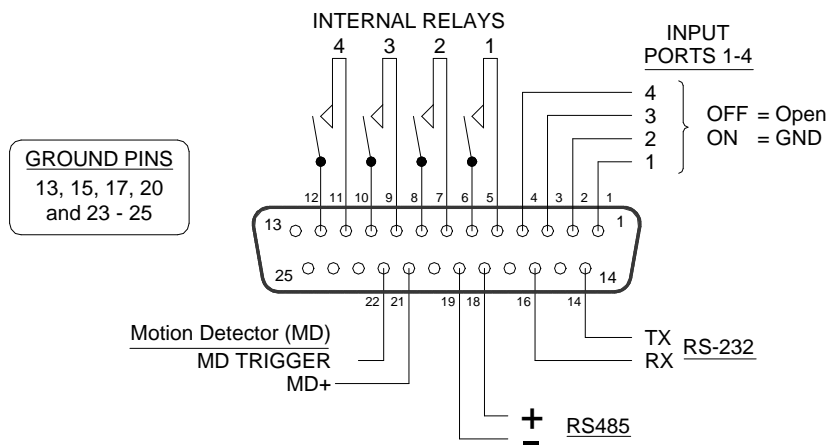 INTERNAL RELAYS
4 3 2 1
INPUT
PORTS 1-4
4
3
2
1
OFF = Open
ON = GND
GROUND PINS
13, 15, 17, 20
and 23 - 25
12 11 10 9 8 7 6 5 4 3 2 1
13 1
25 14
22 21 19 18 16 14
Motion Detector (MD)
MD TRIGGER
MD+
TX
RX
RS-232
+
-
RS485